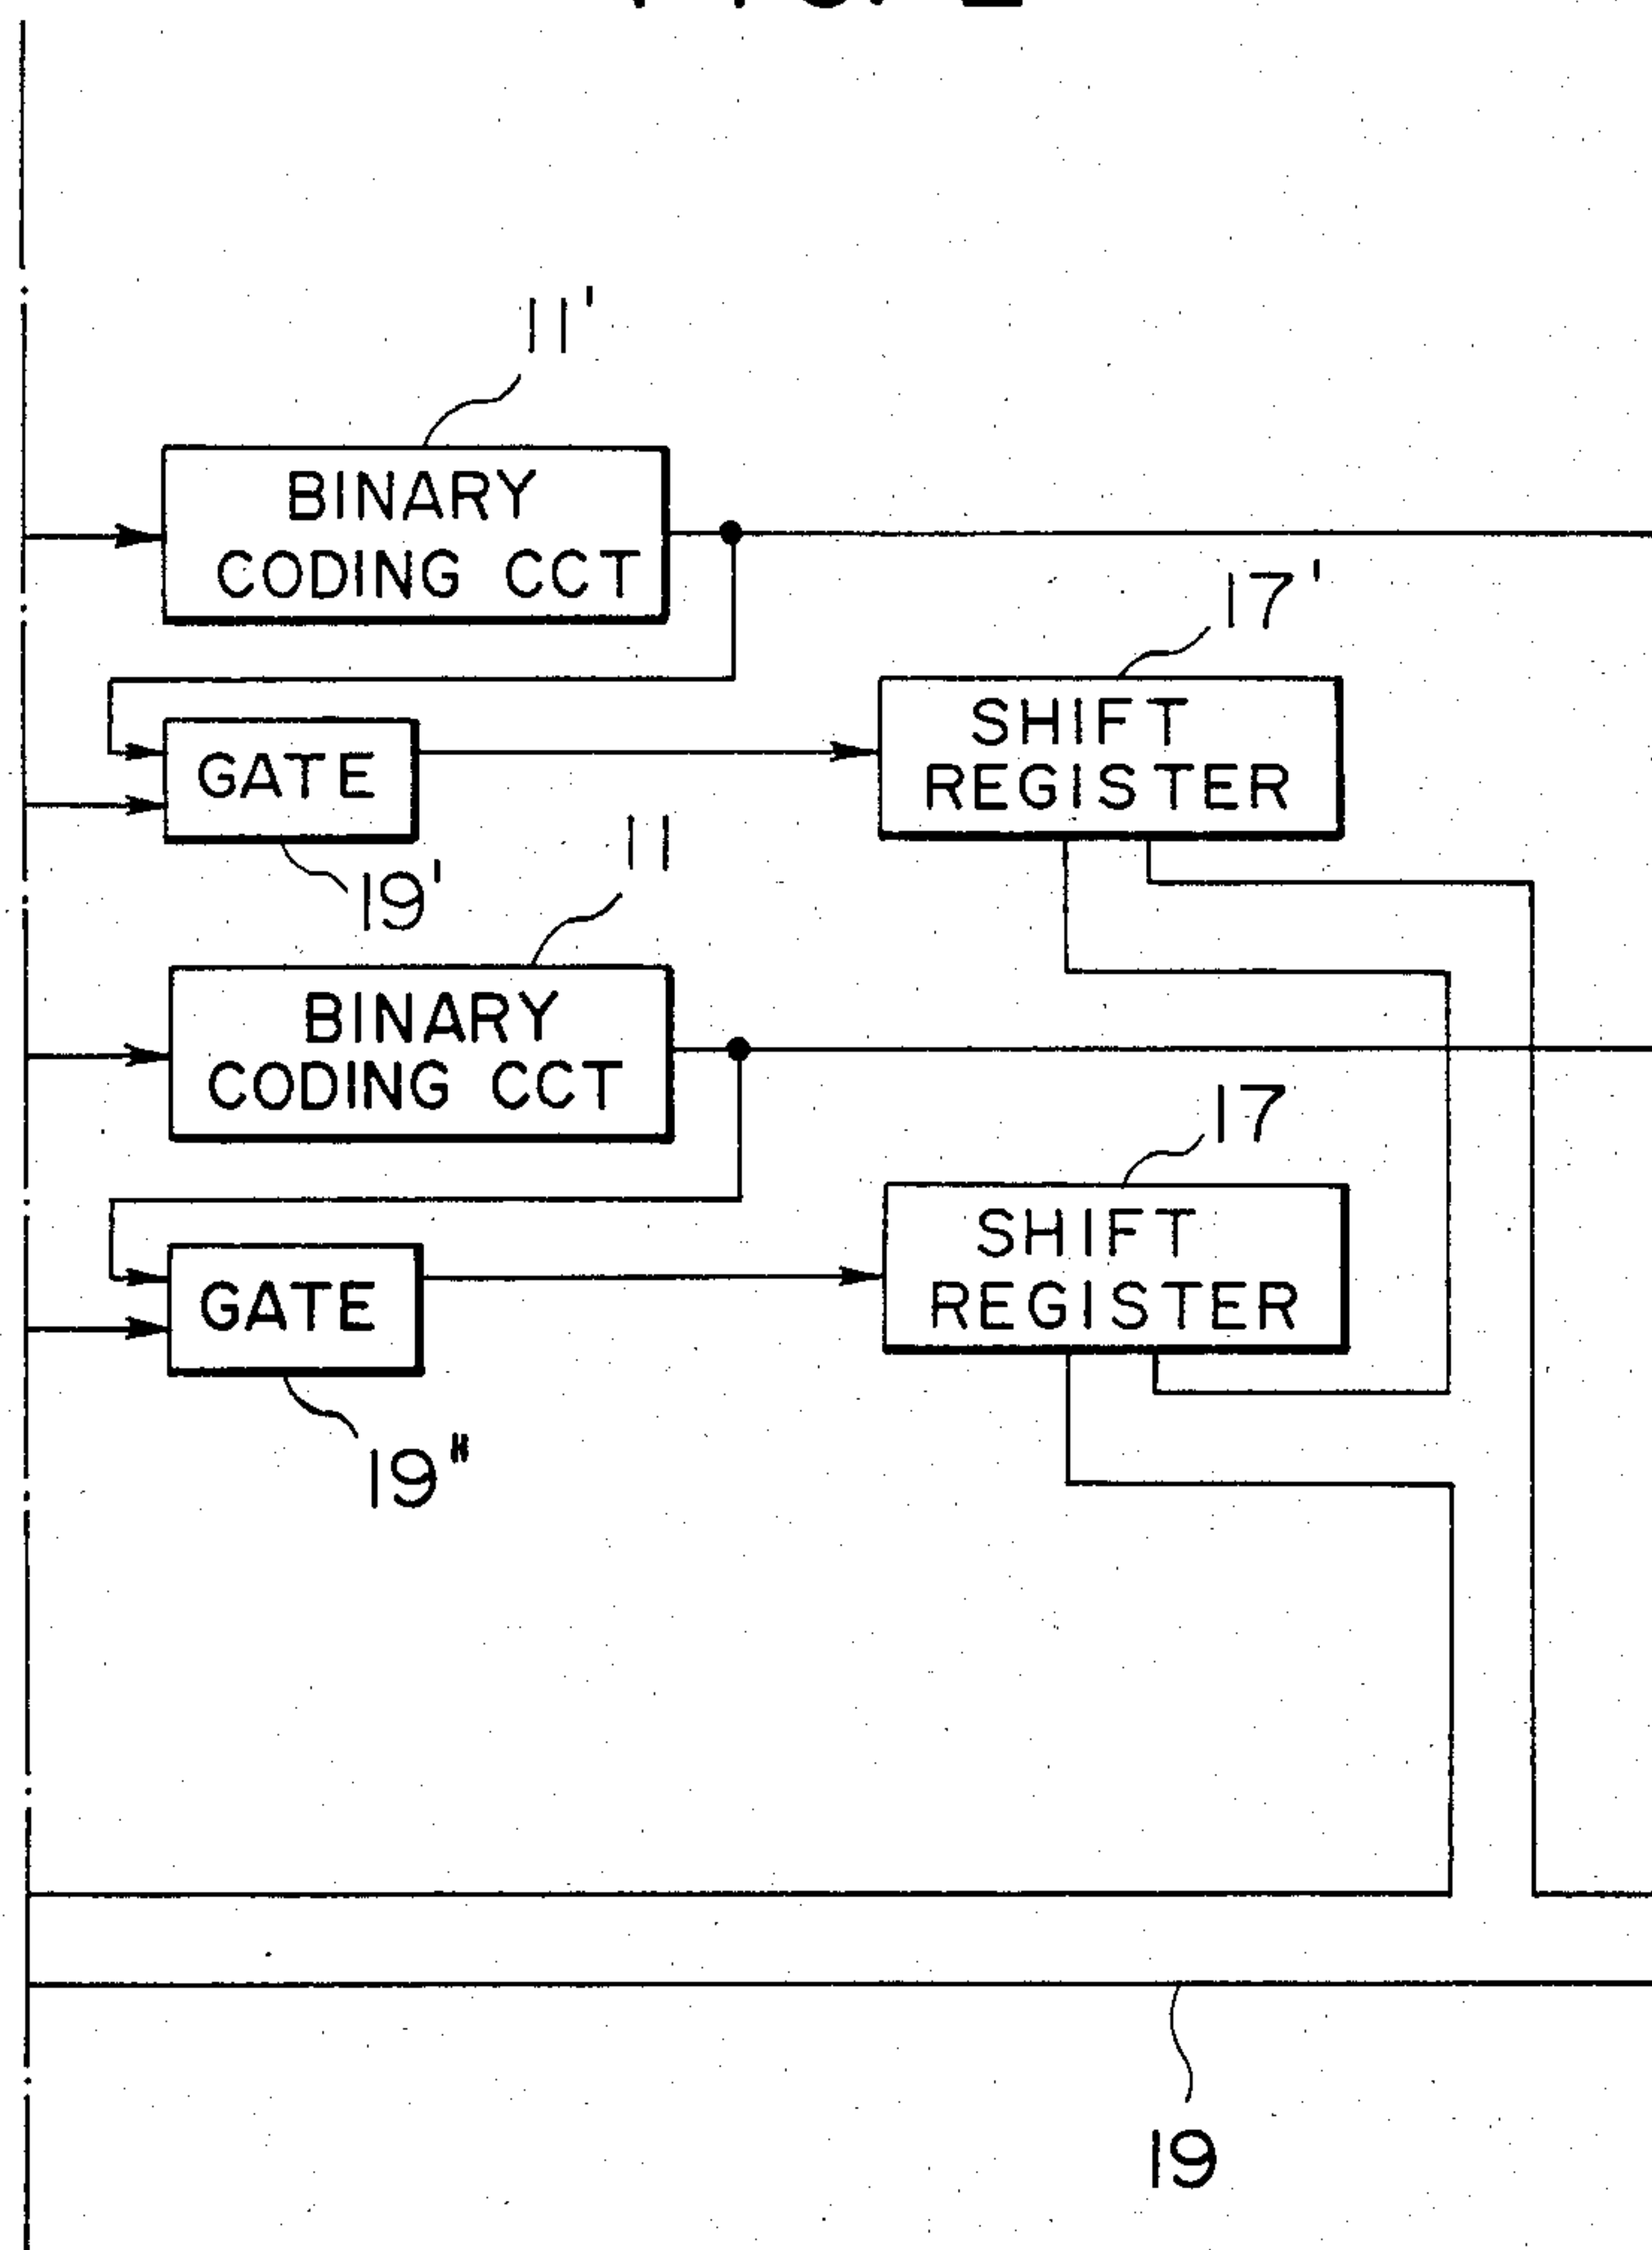 11'
BINARY
CODING CCT
17'
SHIFT
REGISTER
GATE
19'
11
BINARY
CODING CCT
17
SHIFT
REGISTER
GATE
19"
19